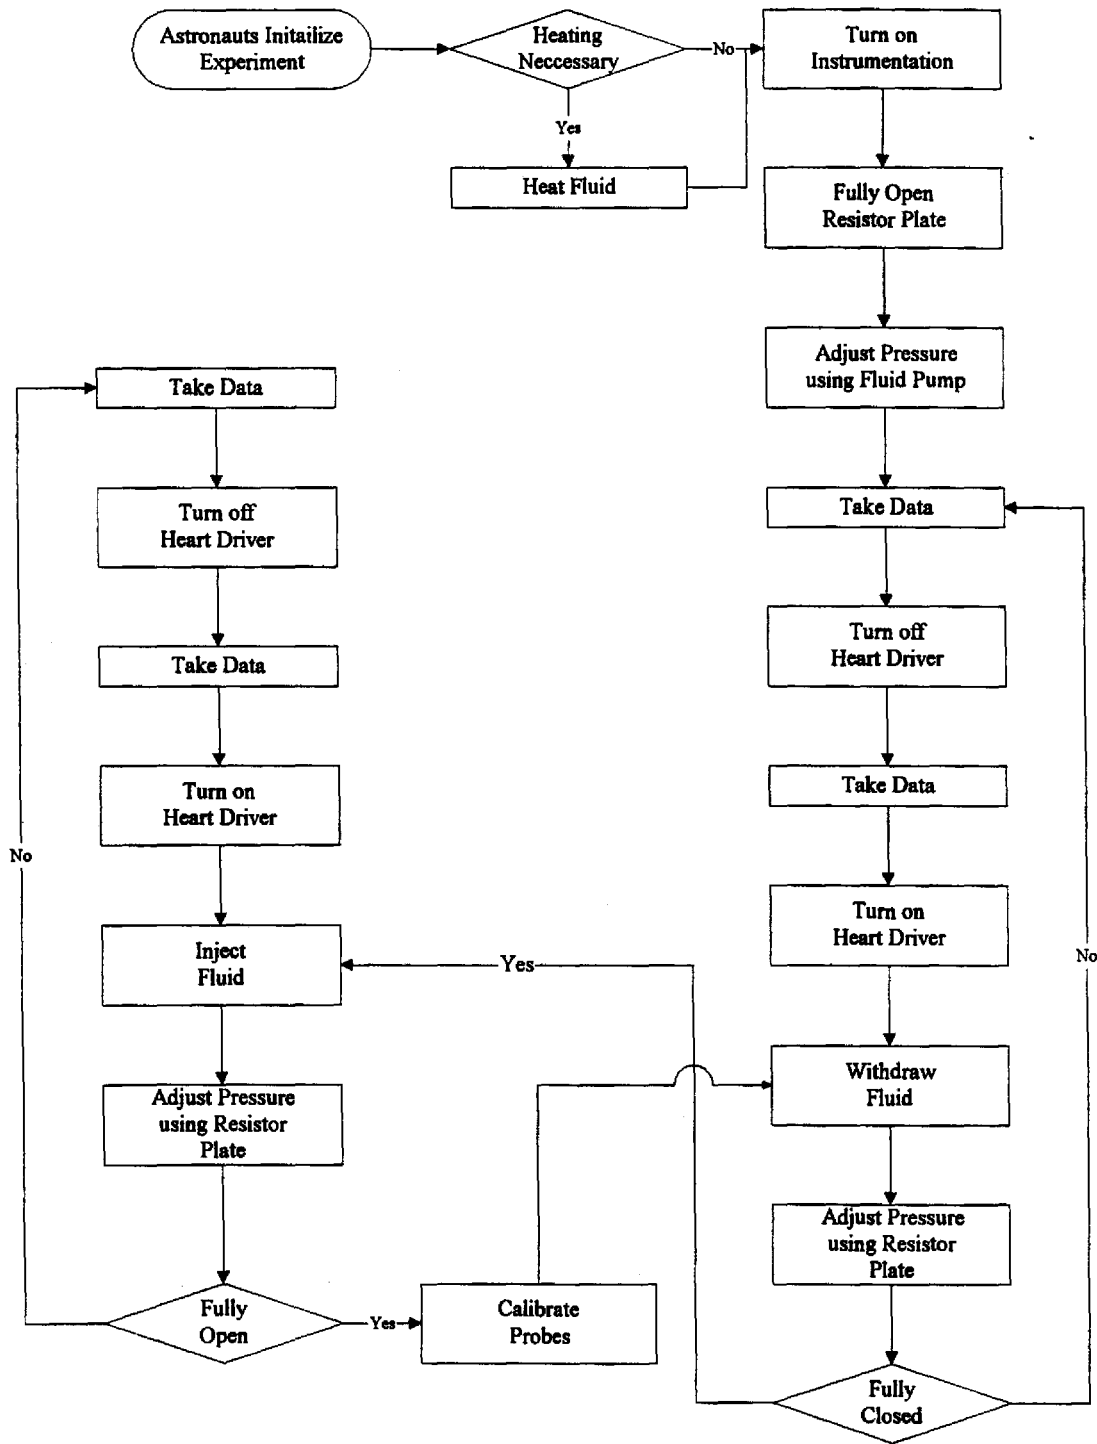 Astronauts Initailize
Experiment
Heating
Neccessary
No
Turn on
Instrumentation
Yes
Heat Fluid
Fully Open
Resistor Plate
Adjust Pressure
using Fluid Pump
Take Data
Turn off
Heart Driver
Take Data
Turn on
Heart Driver
Withdraw
Fluid
Adjust Pressure
using Resistor
Plate
Fully
Closed
No
Yes
Take Data
Turn off
Heart Driver
Take Data
Turn on
Heart Driver
Inject
Fluid
Adjust Pressure
using Resistor
Plate
Fully
Open
No
Yes
Calibrate
Probes